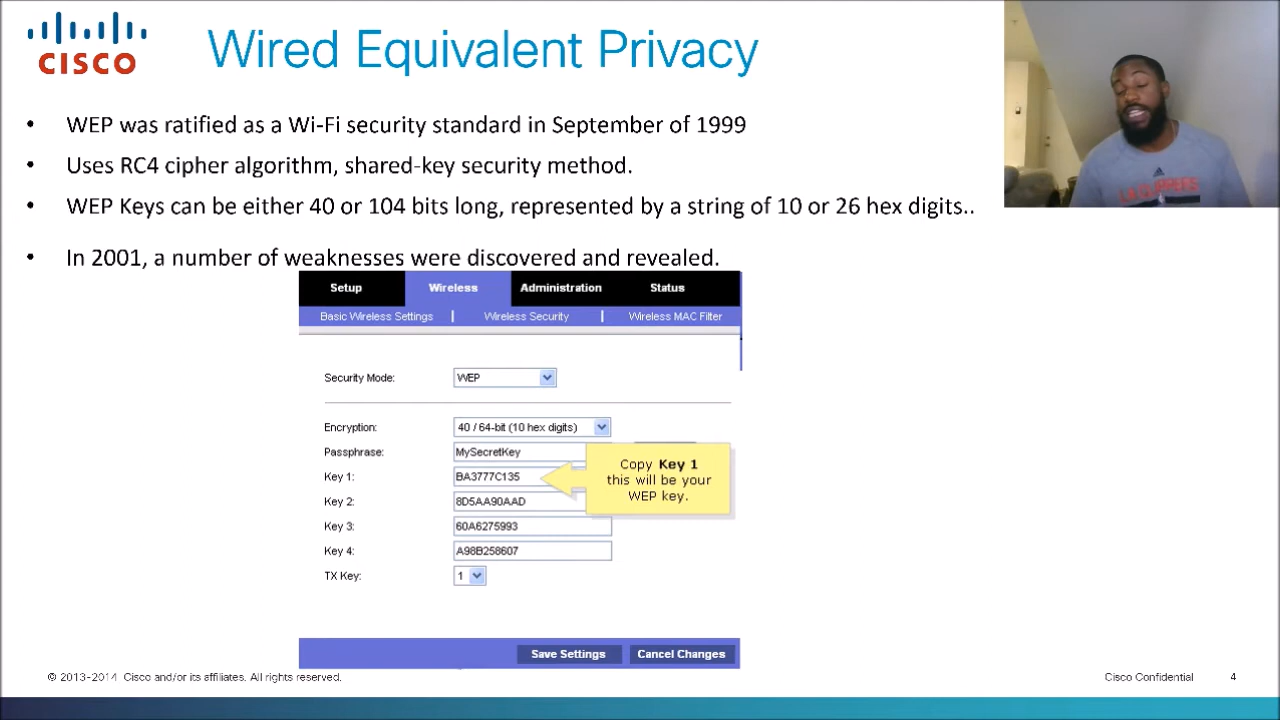 CISCO
Wired Equivalent Privacy
• WEP was ratified as a Wi-Fi security standard in September of 1999
• Uses RC4 cipher algorithm, shared-key security method.
• WEP Keys can be either 40 or 104 bits long, represented by a string of 10 or 26 hex digits..
• In 2001, a number of weaknesses were discovered and revealed.
Setup Wireless Administration Status
Basic Wireless Settings | Wireless Security | Wireless MAC Filter
Security Mode: WEP
Encryption: 40 / 64-bit (10 hex digits)
Passphrase: MySecretKey
Key 1: BA3777C135
Copy Key 1
this will be your
WEP key.
Key 2: 8D5AA90AAD
Key 3: 60A6275993
Key 4: A98B258607
TX Key: 1
Save Settings Cancel Changes
© 2013-2014 Cisco and/or its affiliates. All rights reserved. Cisco Confidential 4
L.A. CLIPPERS